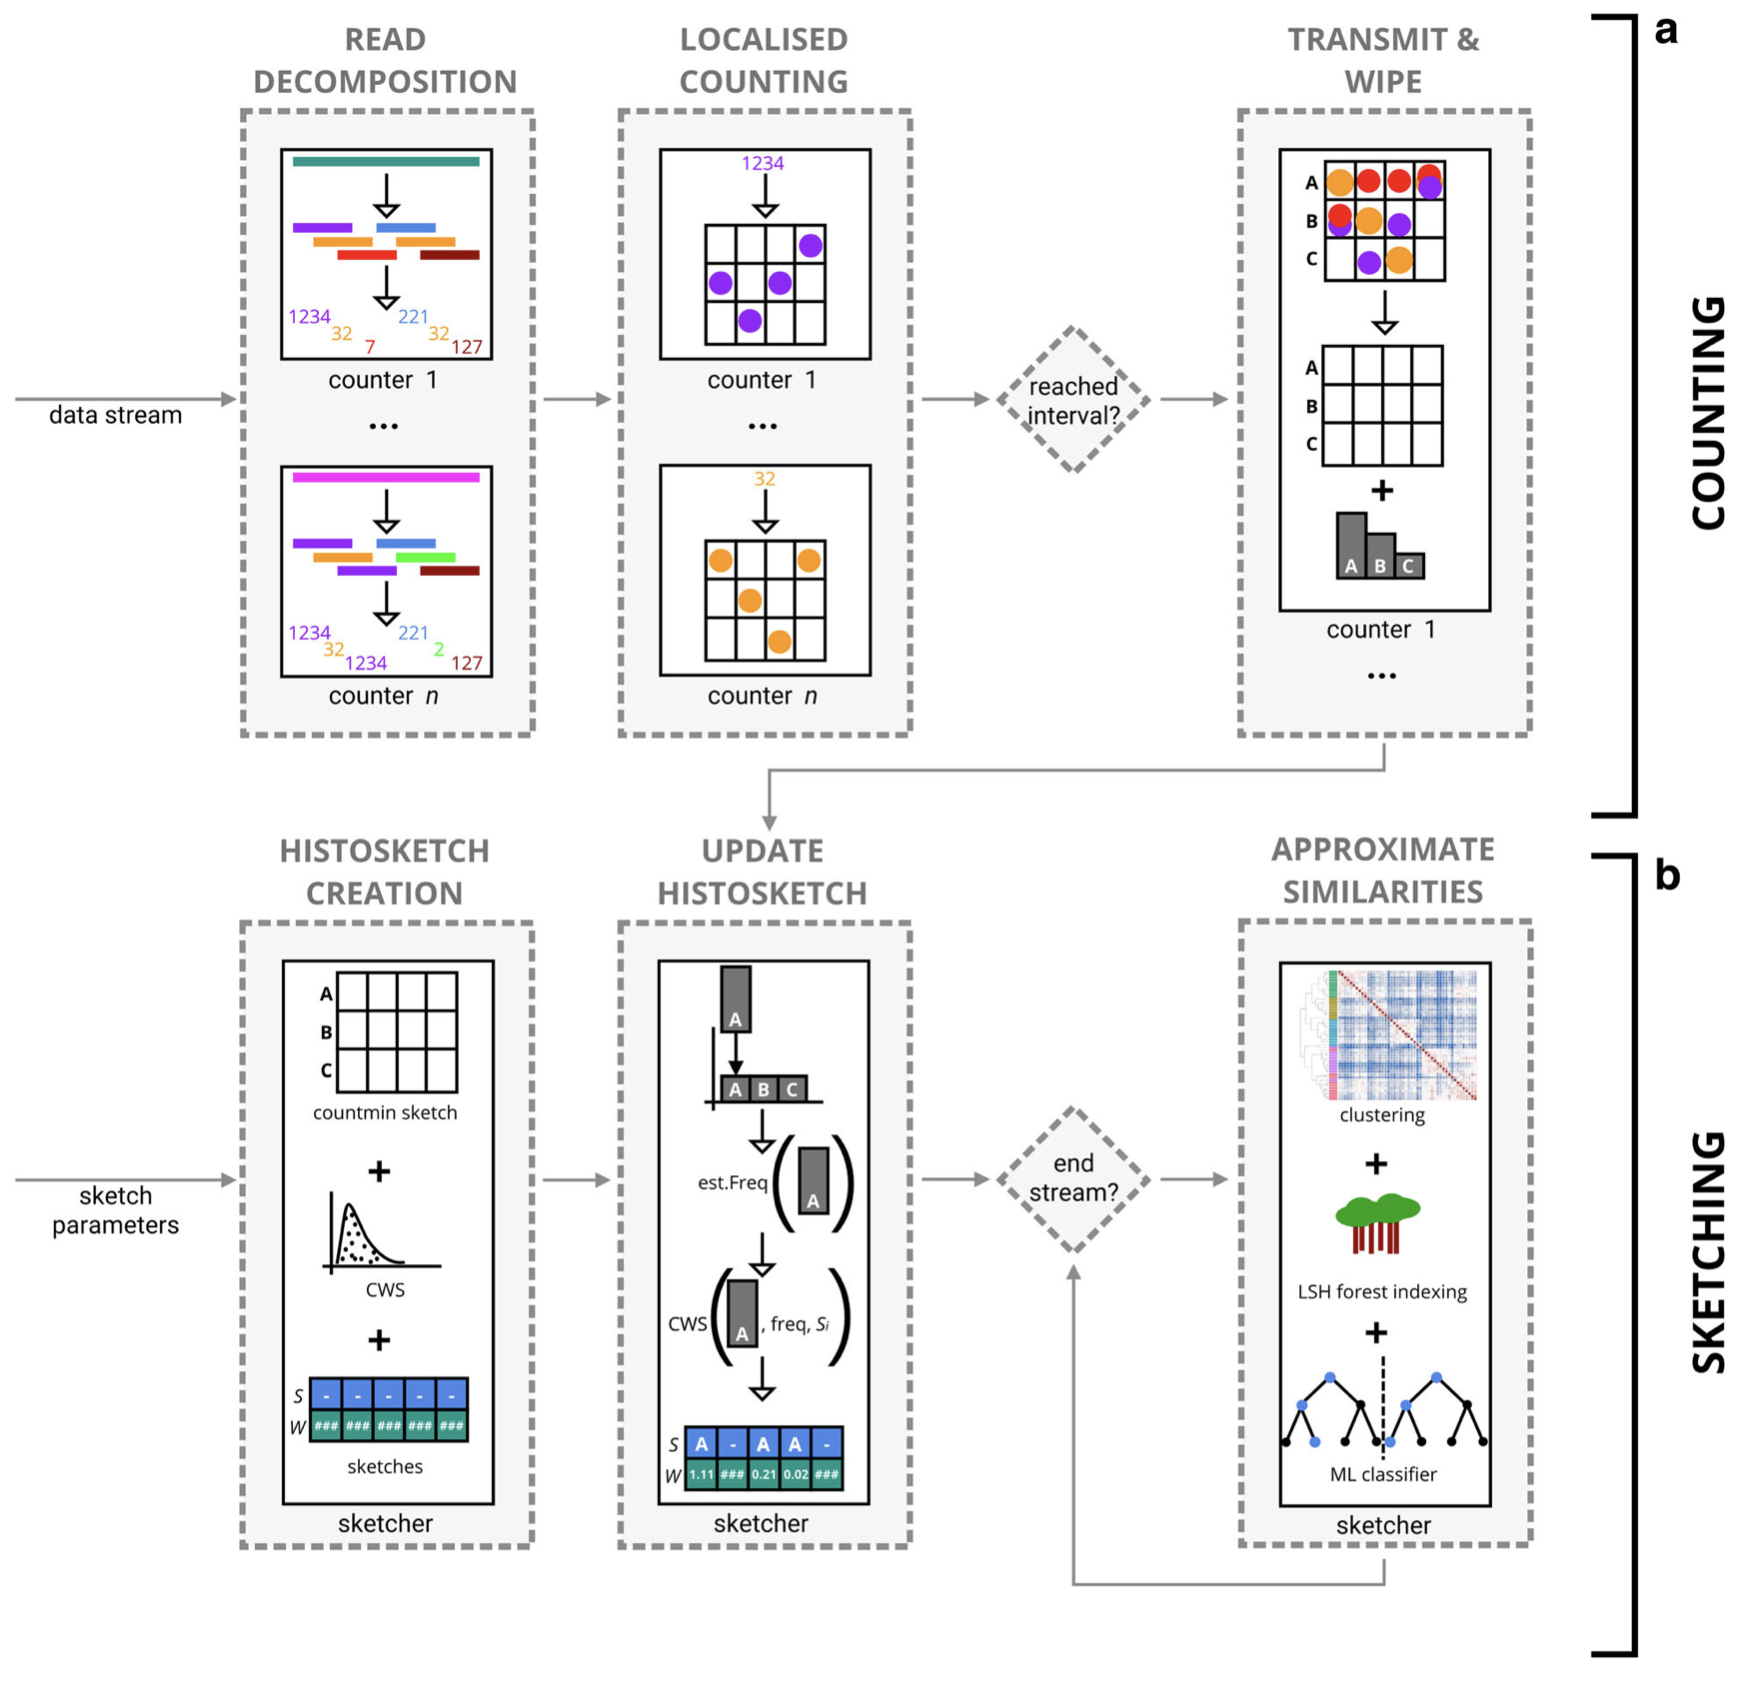 a
READ
DECOMPOSITION
LOCALISED
COUNTING
TRANSMIT &
WIPE
data stream
1234
32
7
221
32
127
counter 1
...
1234
32
1234
221
2
127
counter n
1234
counter 1
...
32
counter n
reached
interval?
A
B
C
A
B
C
+
A B C
counter 1
...
COUNTING
b
HISTOSKETCH
CREATION
UPDATE
HISTOSKETCH
APPROXIMATE
SIMILARITIES
sketch
parameters
A
B
C
countmin sketch
+
CWS
+
S - - - - -
W ### ### ### ### ###
sketches
sketcher
A
A B C
est.Freq ( A )
CWS ( A , freq, Si )
S A - A A -
W 1.11 ### 0.21 0.02 ###
sketcher
end
stream?
clustering
+
LSH forest indexing
+
ML classifier
sketcher
SKETCHING